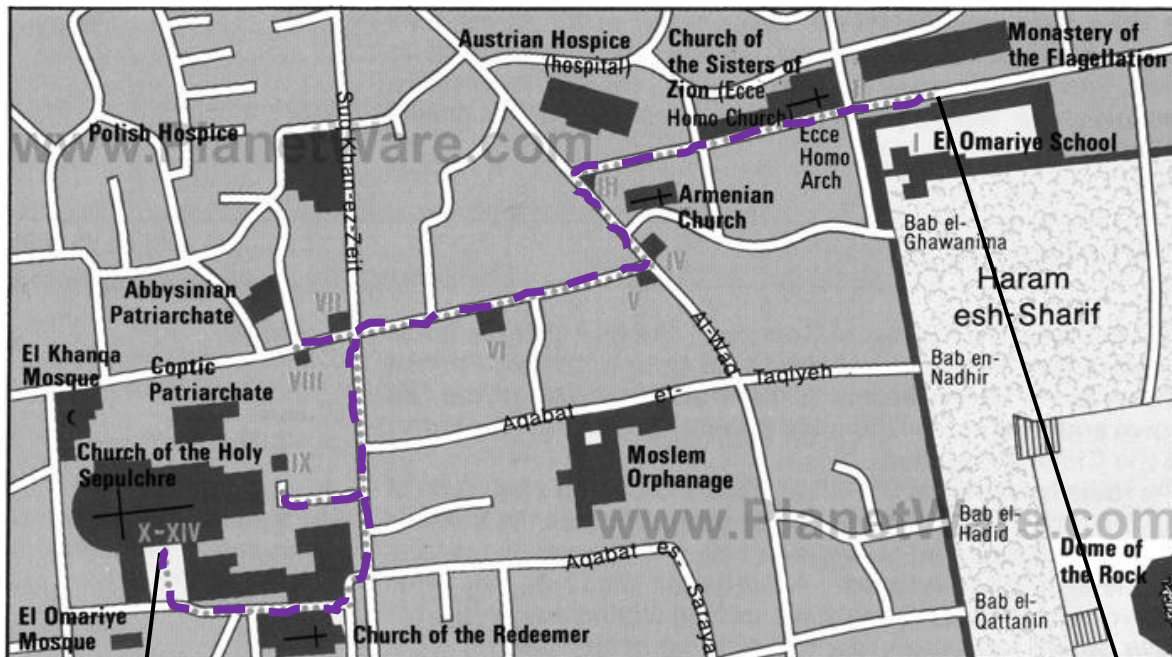 Austrian Hospice
(hospital)
Church of
the Sisters of
Zion (Ecce
Homo Church)
Monastery of
the Flagellation
II
Polish Hospice
www.PlanetWare.com
Suq Khan-ez-Zeit
Ecce
Homo
Arch
I
El Omariye School
III
Armenian
Church
Bab el-
Ghawanima
IV
V
Haram
esh-Sharif
Abbysinian
Patriarchate
VII
VI
Al-Wad
El Khanqa
Mosque
Coptic
Patriarchate
VIII
Aqabat el-Taqiyeh
Bab en-
Nadhir
Church of the Holy
Sepulchre
IX
Moslem
Orphanage
X-XIV
www.PlanetWare.com
Bab el-
Hadid
Dome of
the Rock
Aqabat es-Saraya
Bab el-
Qattanin
El Omariye
Mosque
Church of the Redeemer